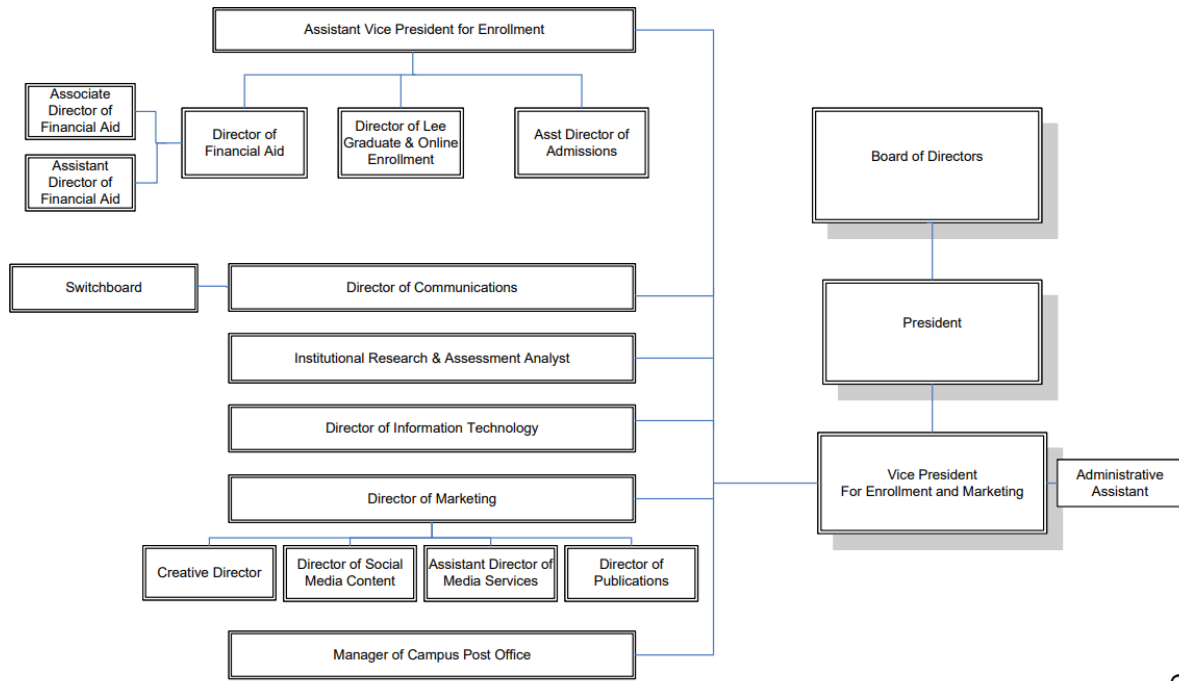 Assistant Vice President for Enrollment
Associate
Director of
Financial Aid
Assistant
Director of
Financial Aid
Director of
Financial Aid
Director of Lee
Graduate & Online
Enrollment
Asst Director of
Admissions
Board of Directors
Switchboard
Director of Communications
President
Institutional Research & Assessment Analyst
Director of Information Technology
Vice President
For Enrollment and Marketing
Administrative
Assistant
Director of Marketing
Creative Director
Director of Social
Media Content
Assistant Director of
Media Services
Director of
Publications
Manager of Campus Post Office